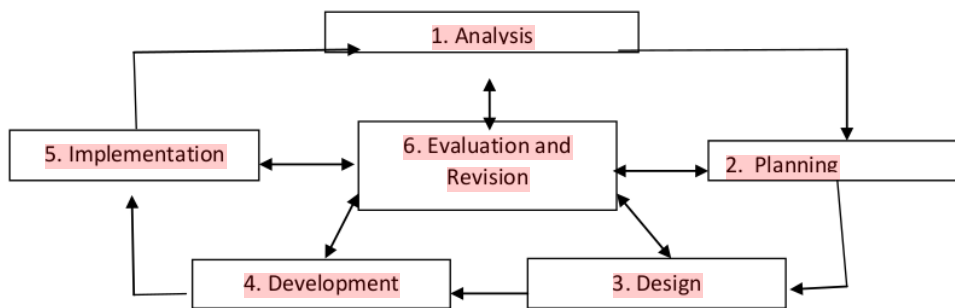 1. Analysis
5. Implementation
6. Evaluation and
Revision
2. Planning
4. Development
3. Design